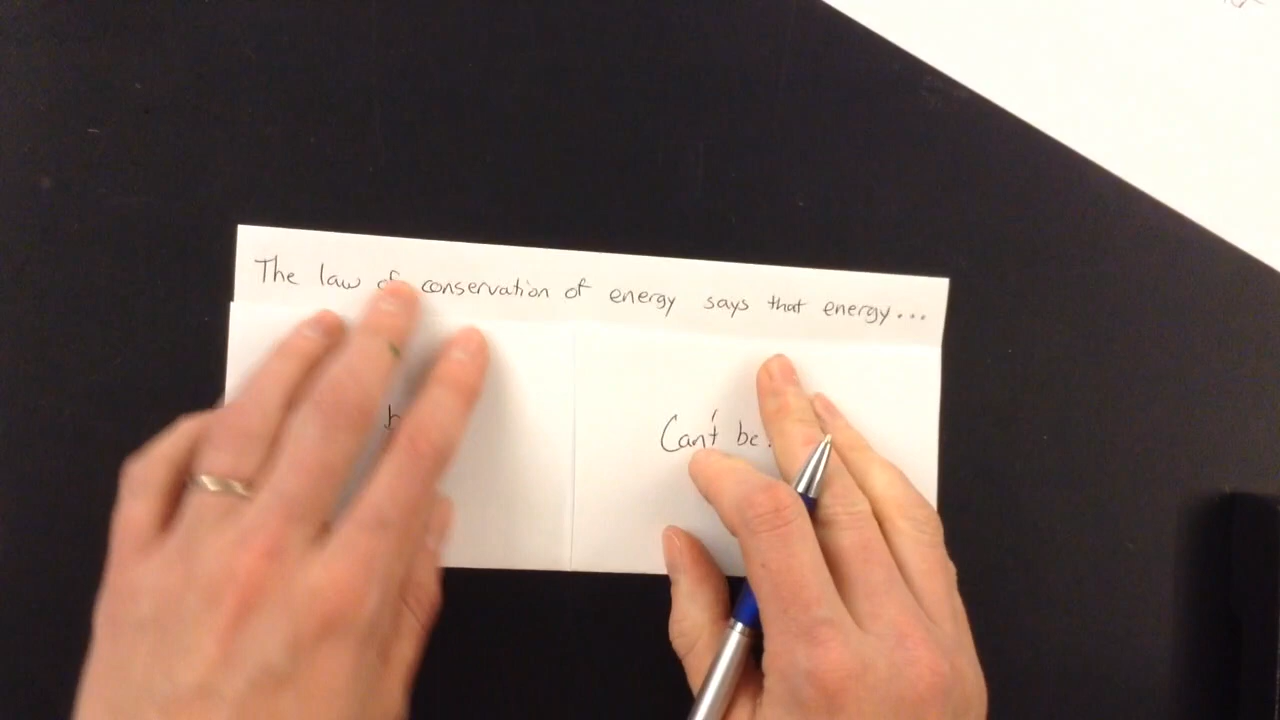 The law of conservation of energy says that energy...
Can't be.